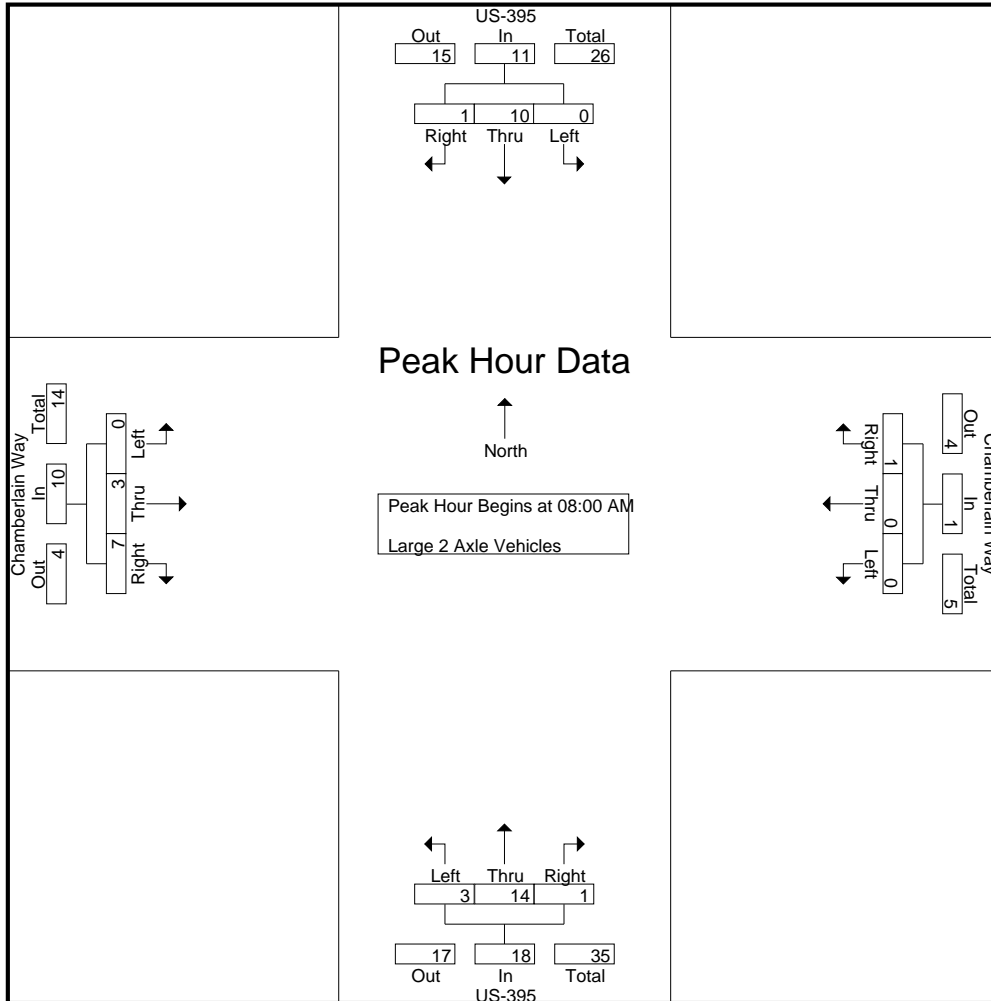 US-395
Out In Total
15 11 26
1 10 0
Right Thru Left
Peak Hour Data
North
Peak Hour Begins at 08:00 AM
Large 2 Axle Vehicles
Chamberlain Way
Out In Total
4 10 14
Right Thru Left
7 3 0
Chamberlain Way
Out In Total
4 1 5
Right Thru Left
1 0 0
Left Thru Right
3 14 1
17 18 35
Out In Total
US-395